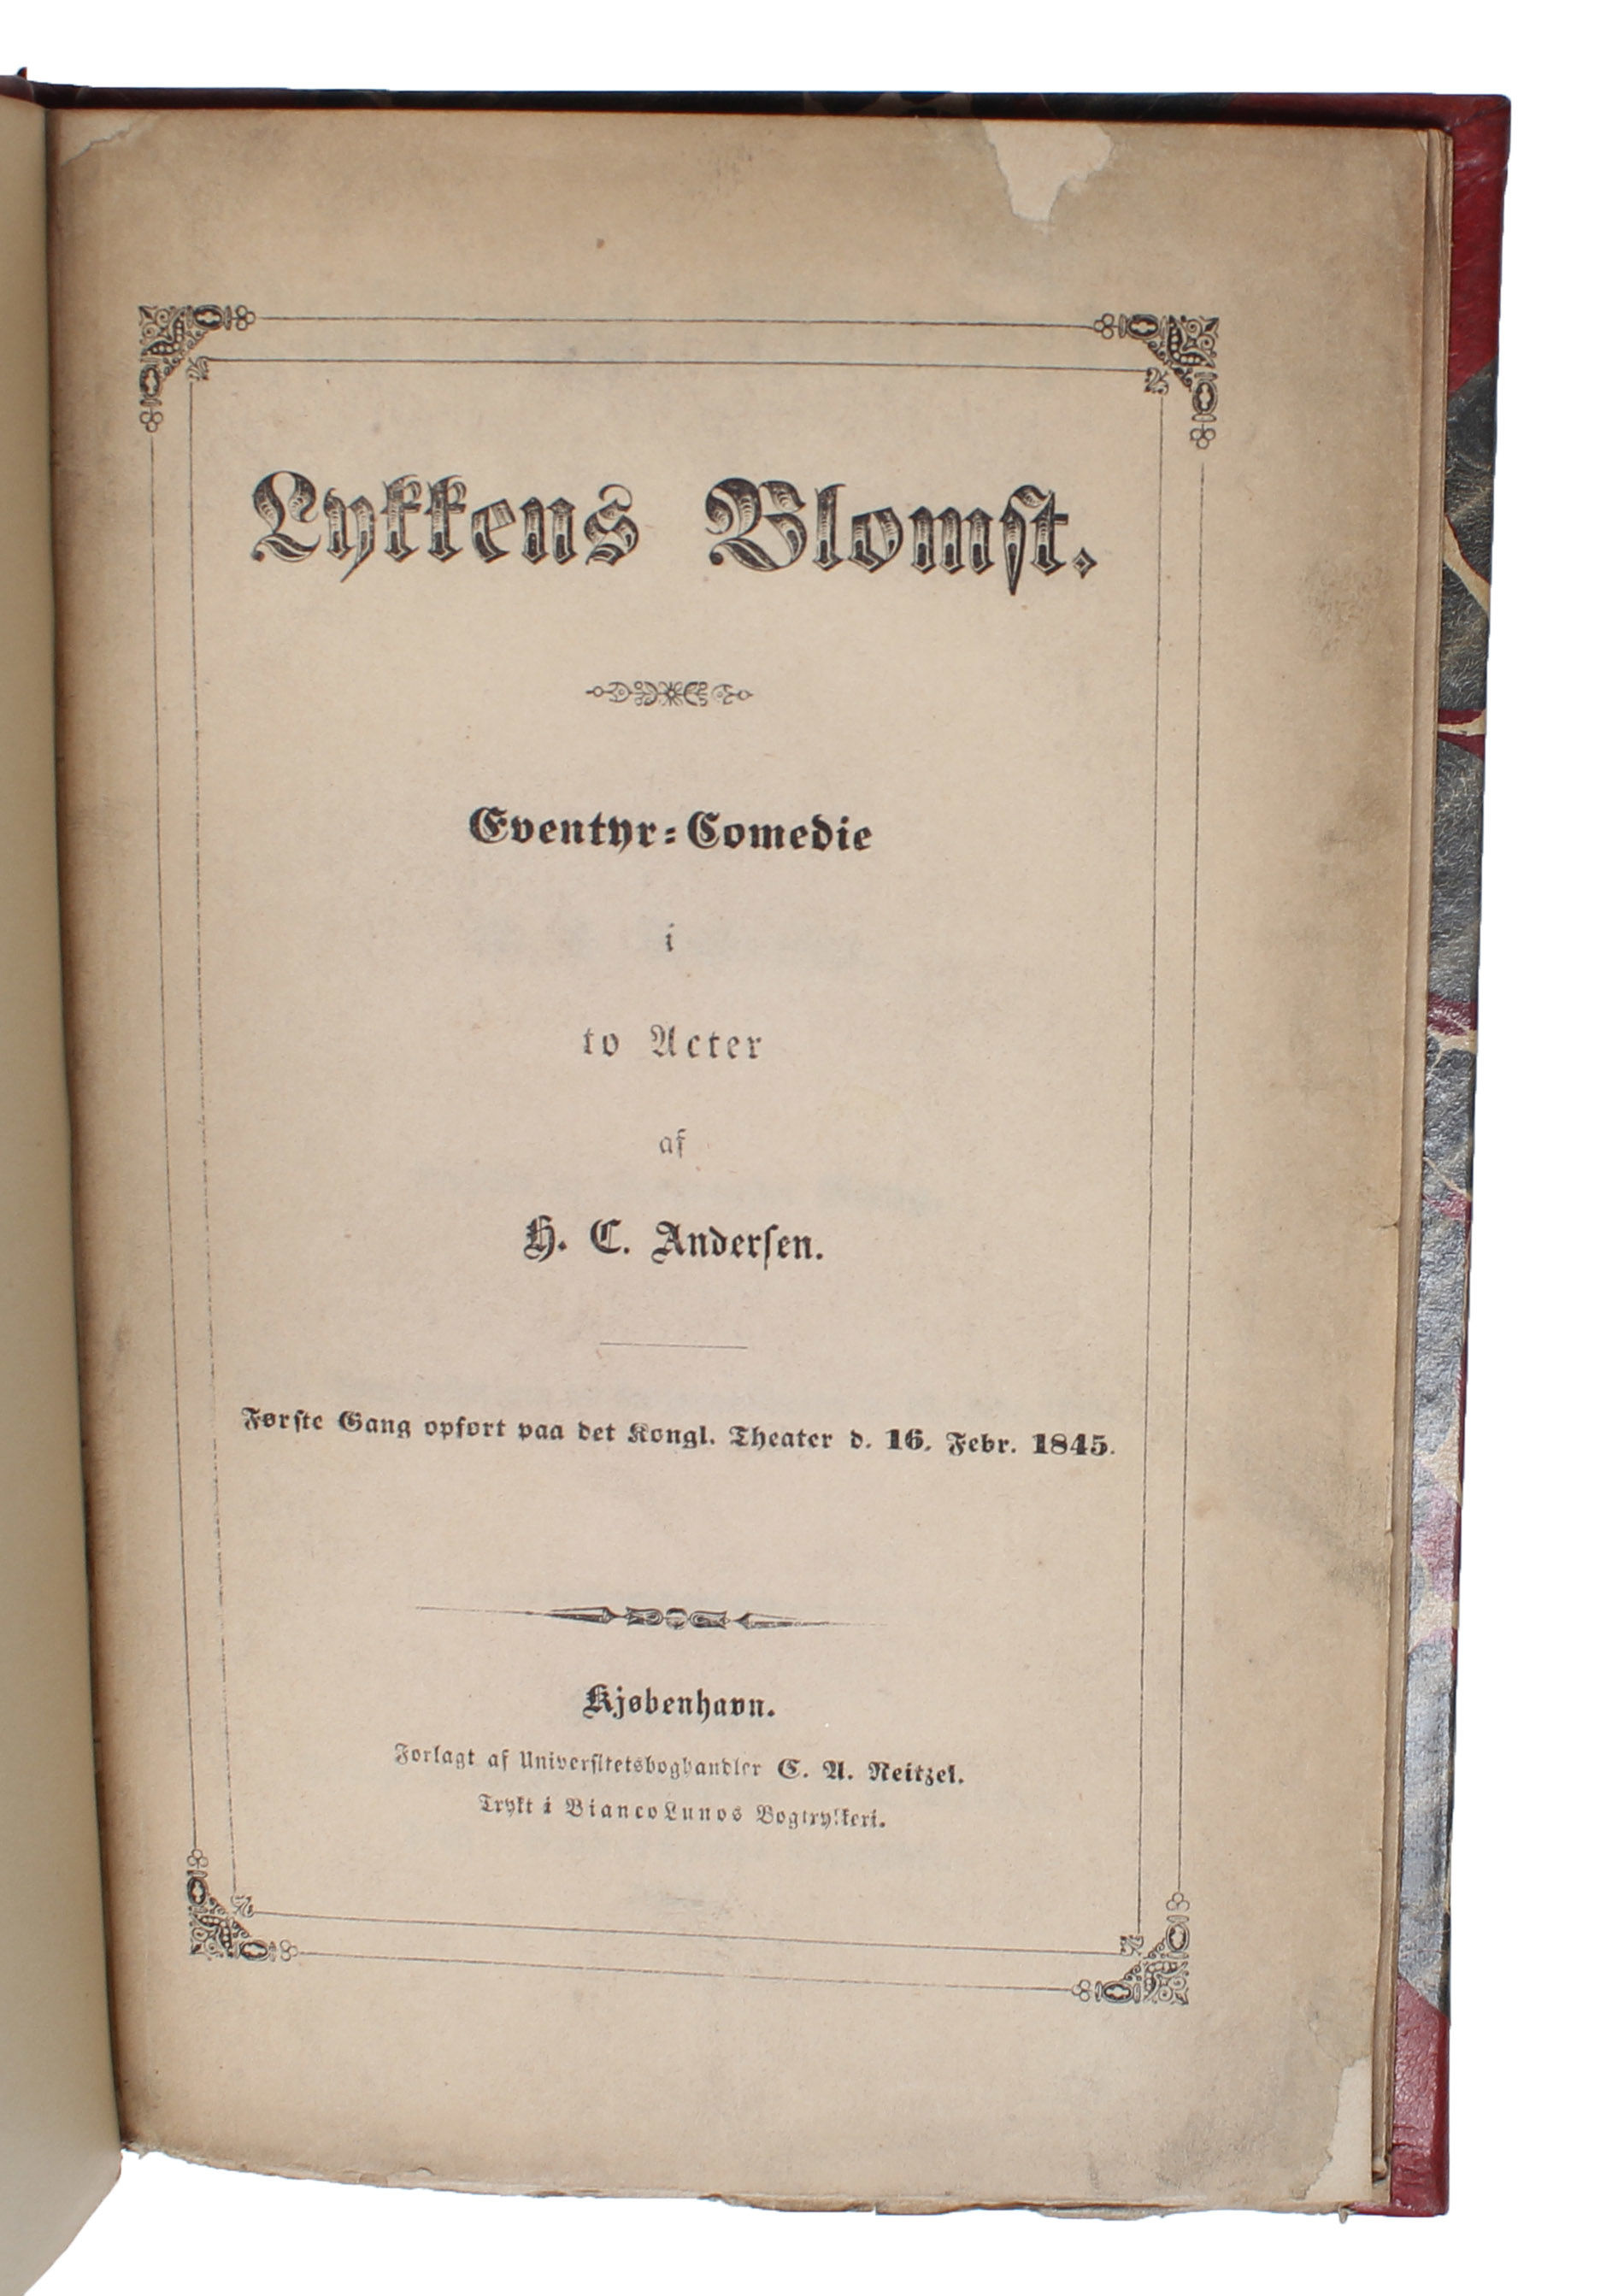 Lykkens Blomst.
Eventyr-Comedie
i
to Acter
af
H. C. Andersen.
Første Gang opført paa det Kongl. Theater d. 16. Febr. 1845.
Kjøbenhavn.
Forlagt af Universitetsboghandler C. A. Reitzel.
Trykt i Bianco Lunos Bogtrykkeri.